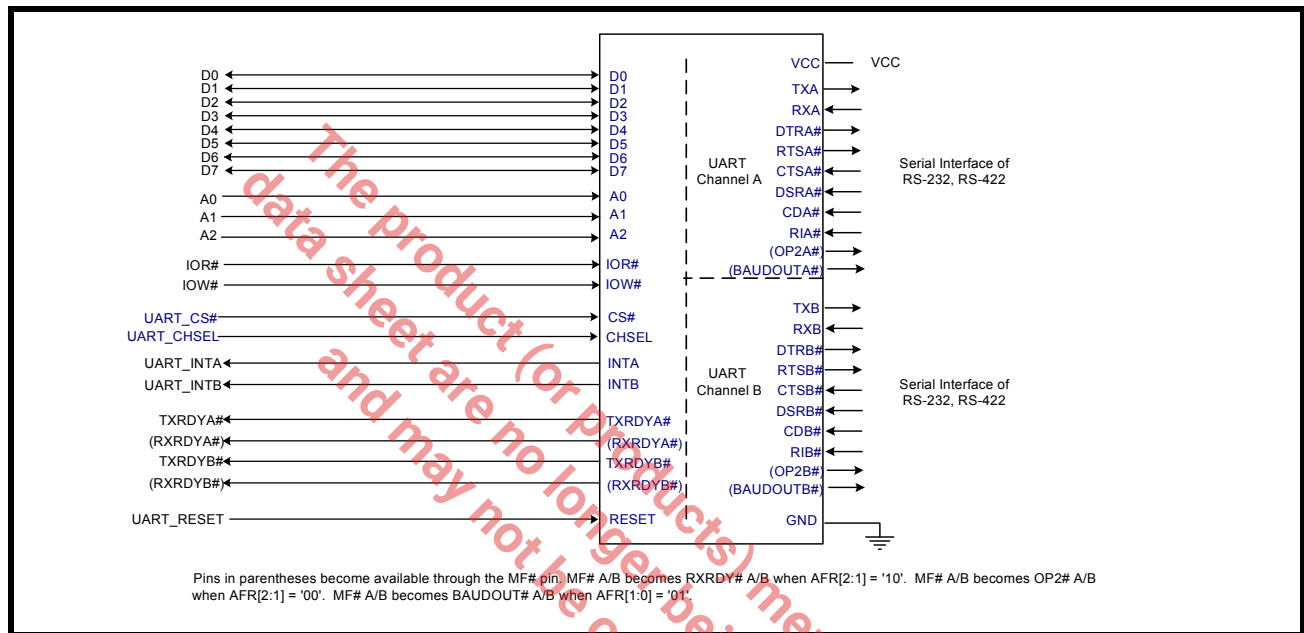 D0
D1
D2
D3
D4
D5
D6
D7
A0
A1
A2
IOR#
IOW#
UART_CS#
UART_CHSEL
UART_INTA
UART_INTB
TXRDYA#
(RXRDYA#)
TXRDYB#
(RXRDYB#)
UART_RESET
D0
D1
D2
D3
D4
D5
D6
D7
A0
A1
A2
IOR#
IOW#
CS#
CHSEL
INTA
INTB
TXRDYA#
(RXRDYA#)
TXRDYB#
(RXRDYB#)
RESET
UART
Channel A
UART
Channel B
VCC
TXA
RXA
DTRA#
RTSA#
CTSA#
DSRA#
CDA#
RIA#
(OP2A#)
(BAUDOUTA#)
TXB
RXB
DTRB#
RTSB#
CTSB#
DSRB#
CDB#
RIB#
(OP2B#)
(BAUDOUTB#)
GND
VCC
Serial Interface of
RS-232, RS-422
Serial Interface of
RS-232, RS-422
Pins in parentheses become available through the MF# pin. MF# A/B becomes RXRDY# A/B when AFR[2:1] = '10'. MF# A/B becomes OP2# A/B
when AFR[2:1] = '00'. MF# A/B becomes BAUDOUT# A/B when AFR[1:0] = '01'.
The product (or products)
data sheet are no longer
and may not be